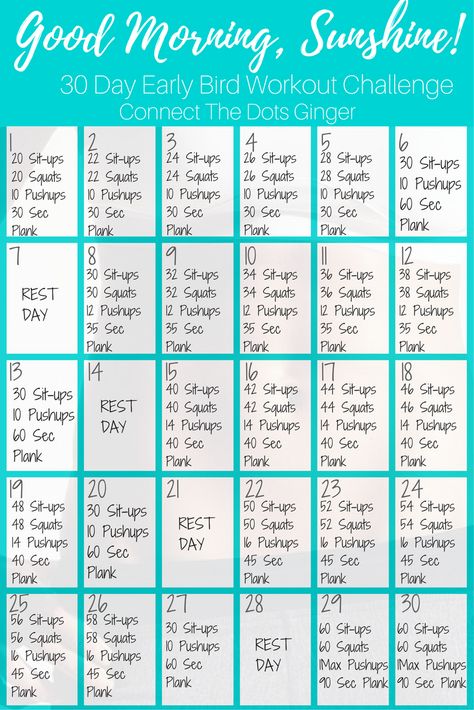 Good Morning, Sunshine!
30 Day Early Bird Workout Challenge
Connect The Dots Ginger
1
20 Sit-ups
20 Squats
10 Pushups
30 Sec
Plank
2
22 Sit-ups
22 Squats
10 Pushups
30 Sec
Plank
3
24 Sit-ups
24 Squats
10 Pushups
30 Sec
Plank
4
26 Sit-ups
26 Squats
10 Pushups
30 Sec
Plank
5
28 Sit-ups
28 Squats
10 Pushups
30 Sec
Plank
6
30 Sit-ups
10 Pushups
60 Sec
Plank
7
REST
DAY
8
30 Sit-ups
30 Squats
12 Pushups
35 Sec
Plank
9
32 Sit-ups
32 Squats
12 Pushups
35 Sec
Plank
10
34 Sit-ups
34 Squats
12 Pushups
35 Sec
Plank
11
36 Sit-ups
36 Squats
12 Pushups
35 Sec
Plank
12
38 Sit-ups
38 Squats
12 Pushups
35 Sec
Plank
13
30 Sit-ups
10 Pushups
60 Sec
Plank
14
REST
DAY
15
40 Sit-ups
40 Squats
14 Pushups
40 Sec
Plank
16
42 Sit-ups
42 Squats
14 Pushups
40 Sec
Plank
17
44 Sit-ups
44 Squats
14 Pushups
40 Sec
Plank
18
46 Sit-ups
46 Squats
14 Pushups
40 Sec
Plank
19
48 Sit-ups
48 Squats
14 Pushups
40 Sec
Plank
20
30 Sit-ups
10 Pushups
60 Sec
Plank
21
REST
DAY
22
50 Sit-ups
50 Squats
16 Pushups
45 Sec
Plank
23
52 Sit-ups
52 Squats
16 Pushups
45 Sec
Plank
24
54 Sit-ups
54 Squats
16 Pushups
45 Sec
Plank
25
56 Sit-ups
56 Squats
16 Pushups
45 Sec
Plank
26
58 Sit-ups
58 Squats
16 Pushups
45 Sec
Plank
27
30 Sit-ups
10 Pushups
60 Sec
Plank
28
REST
DAY
29
60 Sit-ups
60 Squats
1Max Pushups
90 Sec Plank
30
60 Sit-ups
60 Squats
1Max Pushups
90 Sec Plank